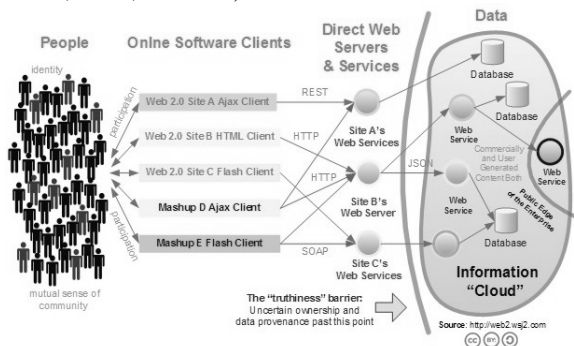 People
Online Software Clients
Direct Web
Servers
& Services
Data
identity
participation
participation
mutual sense of
community
Web 2.0 Site A Ajax Client
Web 2.0 Site B HTML Client
Web 2.0 Site C Flash Client
Mashup D Ajax Client
Mashup E Flash Client
REST
HTTP
HTTP
SOAP
JSON
Site A's
Web Services
Site B's
Web Server
Site C's
Web Services
Database
Database
Web
Service
Commercially
and User
Generated
Content Both
Web
Service
Web
Service
Public Edge
of the Enterprise
Database
Information
"Cloud"
The "truthiness" barrier:
Uncertain ownership and
data provenance past this point
Source: http://web2.wsj2.com
cc BY: